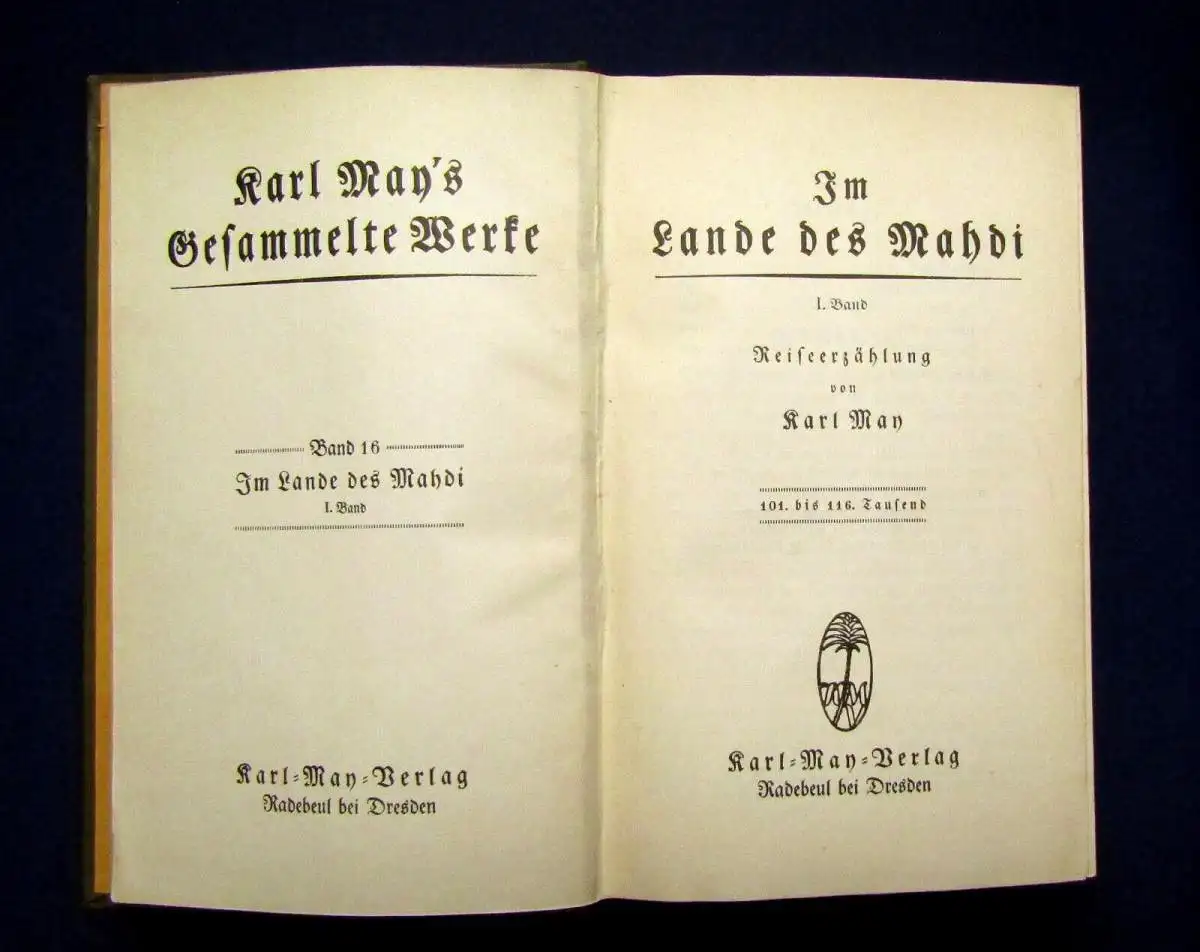 Karl May's
Gesammelte Werke
Band 16
Im Lande des Mahdi
I. Band
Karl=May=Verlag
Radebeul bei Dresden
Im
Lande des Mahdi
I. Band
Reiseerzählung
von
Karl May
101. bis 116. Tausend
Karl=May=Verlag
Radebeul bei Dresden